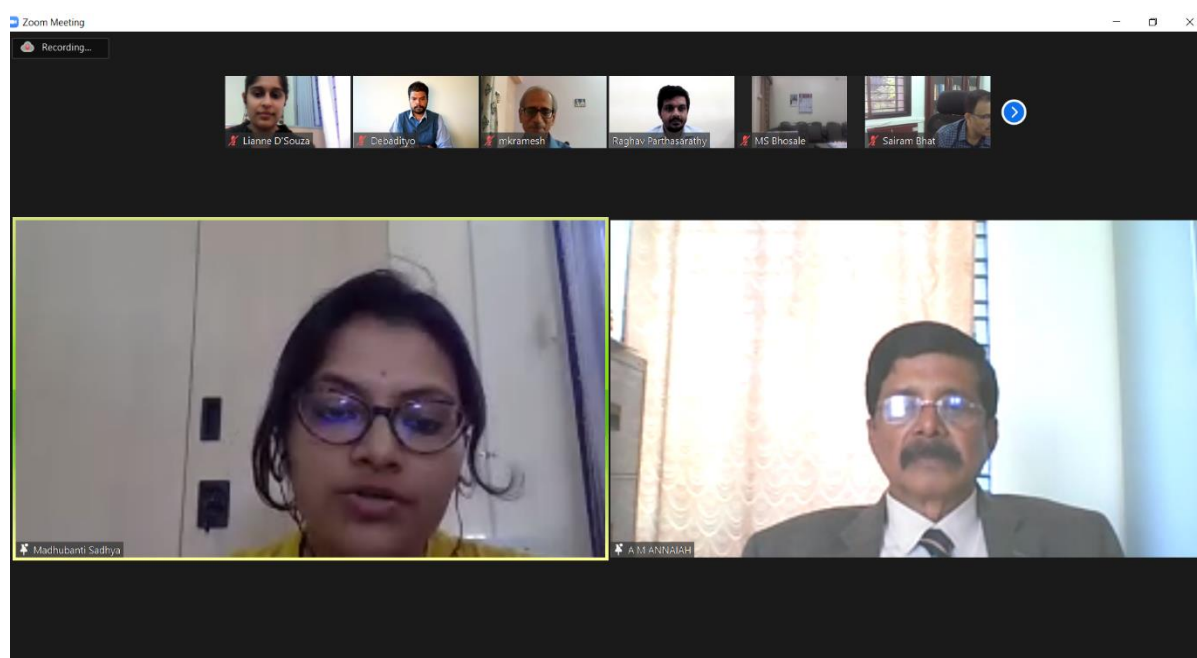 Zoom Meeting
Recording...
Lianne D'Souza
Debadityo
mkramesh
Raghav Parthasarathy
MS Bhosale
Sairam Bhat
Madhubanti Sadhya
A M ANNAIAH